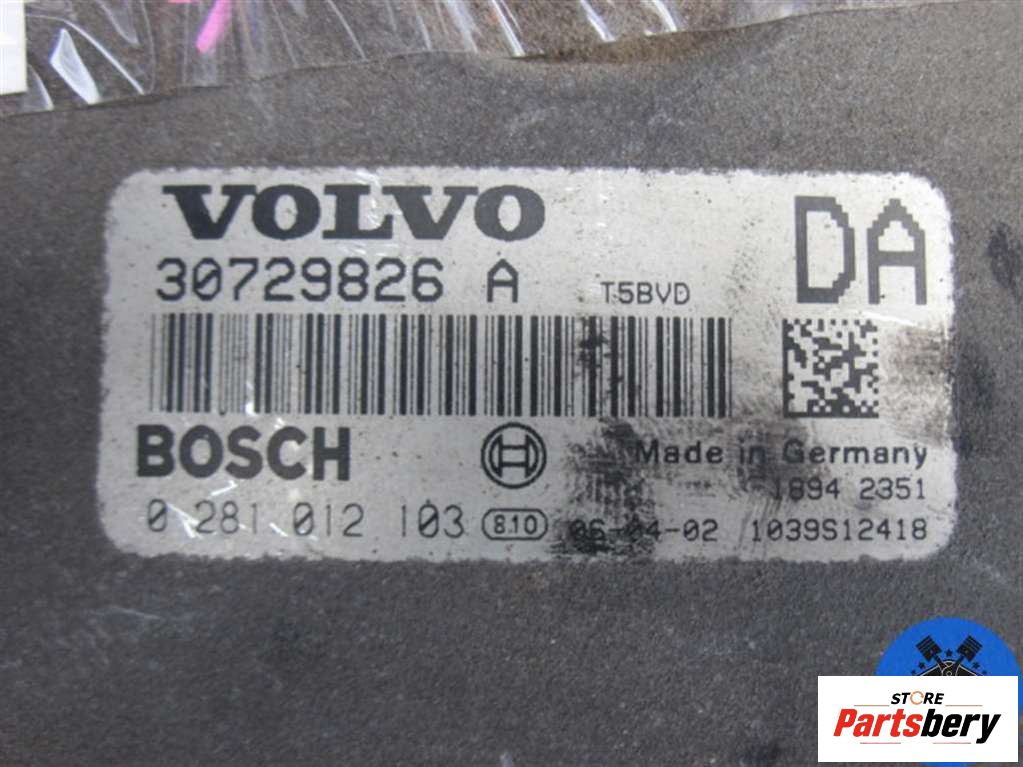 VOLVO
DA
30729826 A T5BVD
BOSCH
Made in Germany
1894 2351
0 281 012 103 810 06-04-02 1039S12418
STORE
Partsbery